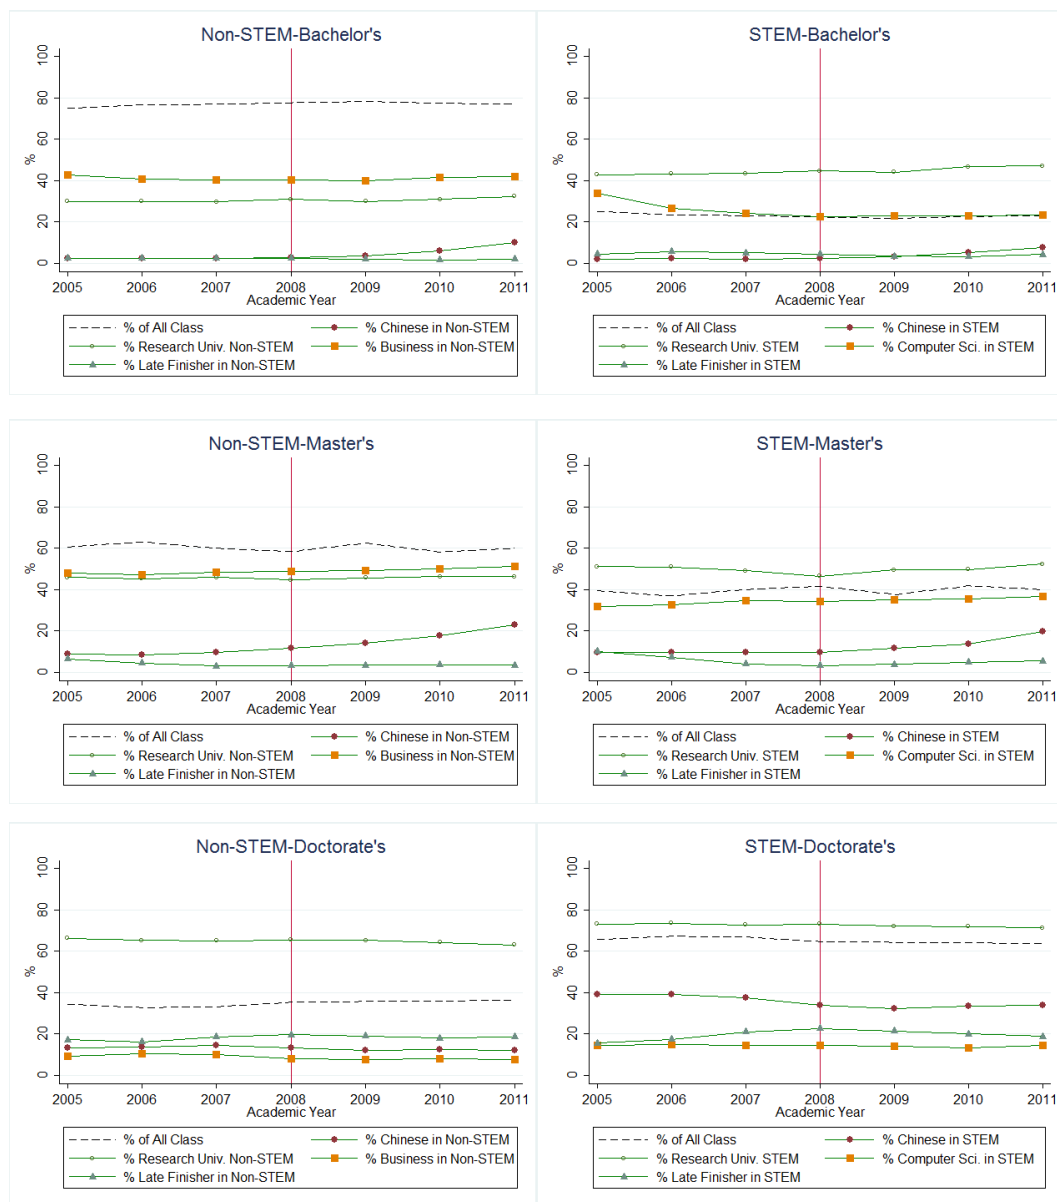 Non-STEM-Bachelor's
100
80
60
40
20
0
%
2005 2006 2007 2008 2009 2010 2011
Academic Year
% of All Class
% Chinese in Non-STEM
% Research Univ. Non-STEM
% Business in Non-STEM
% Late Finisher in Non-STEM
STEM-Bachelor's
100
80
60
40
20
0
%
2005 2006 2007 2008 2009 2010 2011
Academic Year
% of All Class
% Chinese in STEM
% Research Univ. STEM
% Computer Sci. in STEM
% Late Finisher in STEM
Non-STEM-Master's
100
80
60
40
20
0
%
2005 2006 2007 2008 2009 2010 2011
Academic Year
% of All Class
% Chinese in Non-STEM
% Research Univ. Non-STEM
% Business in Non-STEM
% Late Finisher in Non-STEM
STEM-Master's
100
80
60
40
20
0
%
2005 2006 2007 2008 2009 2010 2011
Academic Year
% of All Class
% Chinese in STEM
% Research Univ. STEM
% Computer Sci. in STEM
% Late Finisher in STEM
Non-STEM-Doctorate's
100
80
60
40
20
0
%
2005 2006 2007 2008 2009 2010 2011
Academic Year
% of All Class
% Chinese in Non-STEM
% Research Univ. Non-STEM
% Business in Non-STEM
% Late Finisher in Non-STEM
STEM-Doctorate's
100
80
60
40
20
0
%
2005 2006 2007 2008 2009 2010 2011
Academic Year
% of All Class
% Chinese in STEM
% Research Univ. STEM
% Computer Sci. in STEM
% Late Finisher in STEM